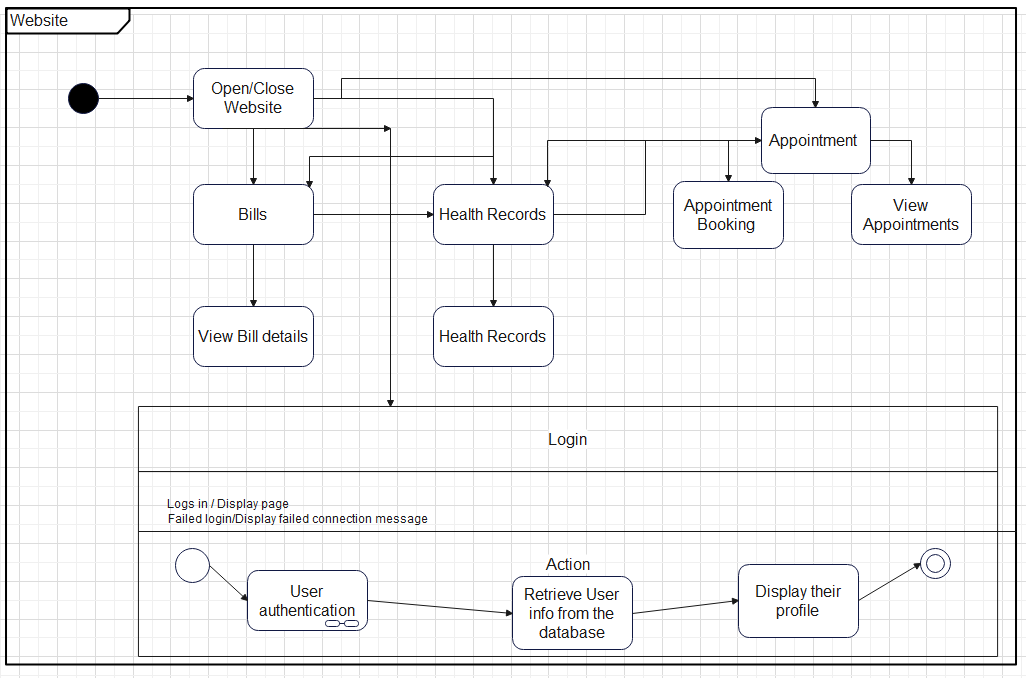 Website
Open/Close
Website
Appointment
Bills
Health Records
Appointment
Booking
View
Appointments
View Bill details
Health Records
Login
Logs in / Display page
Failed login/Display failed connection message
Action
User
authentication
Retrieve User
info from the
database
Display their
profile